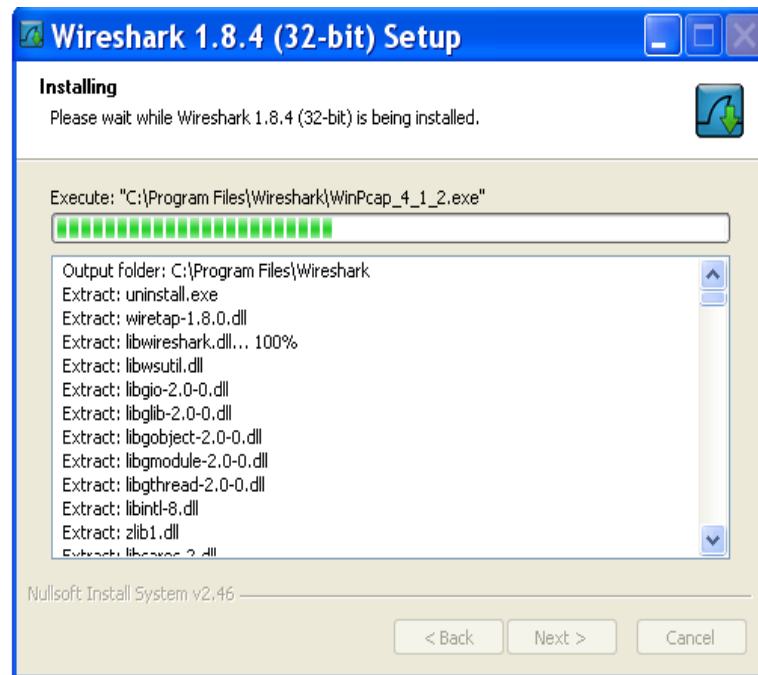 Wireshark 1.8.4 (32-bit) Setup
Installing
Please wait while Wireshark 1.8.4 (32-bit) is being installed.
Execute: "C:\Program Files\Wireshark\WinPcap_4_1_2.exe"
Output folder: C:\Program Files\Wireshark
Extract: uninstall.exe
Extract: wiretap-1.8.0.dll
Extract: libwireshark.dll... 100%
Extract: libwsutil.dll
Extract: libgio-2.0-0.dll
Extract: libglib-2.0-0.dll
Extract: libgobject-2.0-0.dll
Extract: libgmodule-2.0-0.dll
Extract: libgthread-2.0-0.dll
Extract: libintl-8.dll
Extract: zlib1.dll
Extract: libcares-2.dll
Nullsoft Install System v2.46
< Back
Next >
Cancel